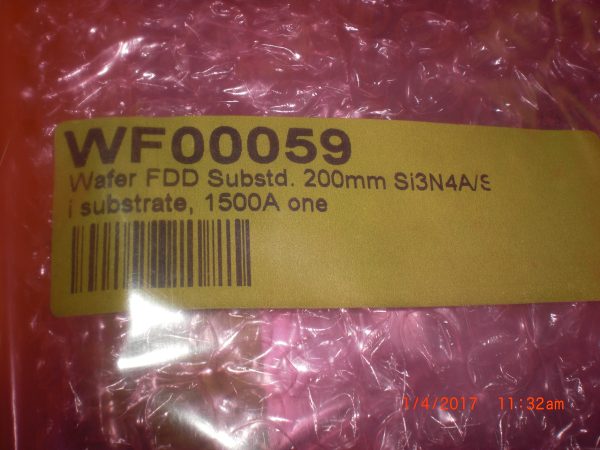 WF00059
Wafer FDD Substd. 200mm Si3N4A/S
i substrate, 1500A one
1/4/2017 11:32am